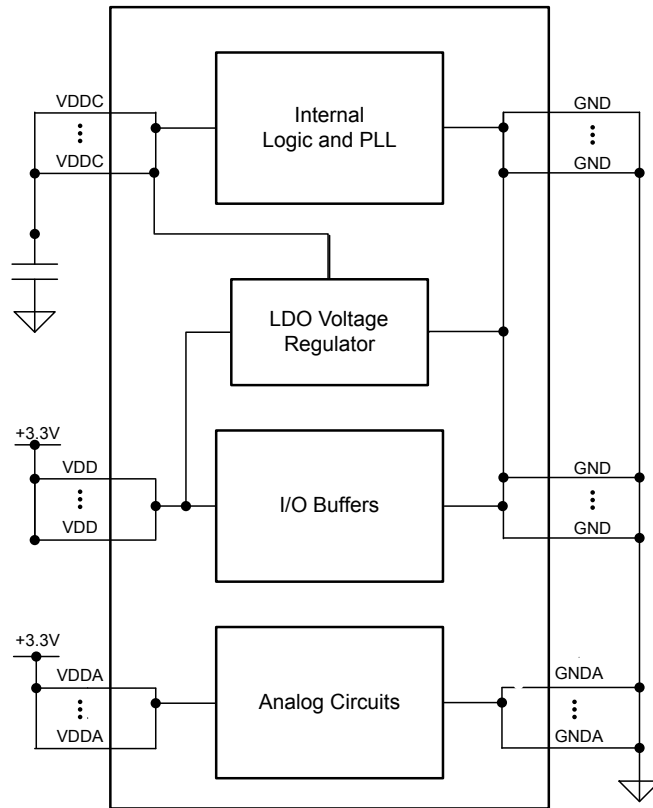 VDDC
VDDC
Internal
Logic and PLL
GND
GND
LDO Voltage
Regulator
+3.3V
VDD
VDD
I/O Buffers
GND
GND
+3.3V
VDDA
VDDA
Analog Circuits
GNDA
GNDA